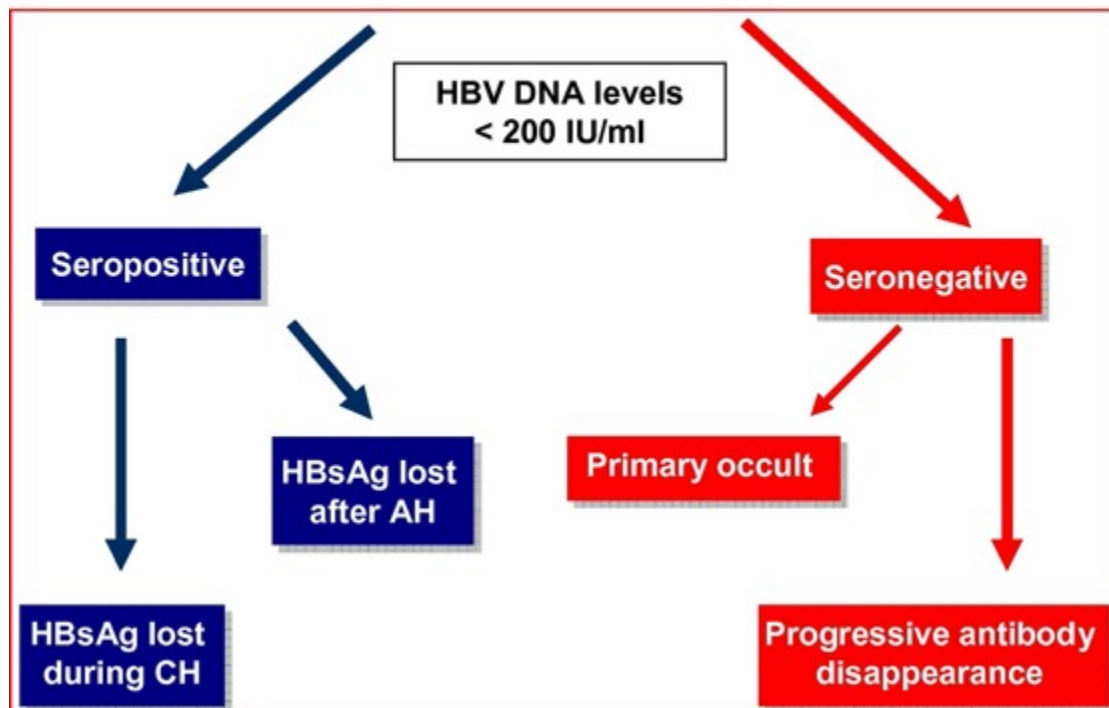 HBV DNA levels
< 200 IU/ml
Seropositive
Seronegative
HBsAg lost
after AH
Primary occult
HBsAg lost
during CH
Progressive antibody
disappearance